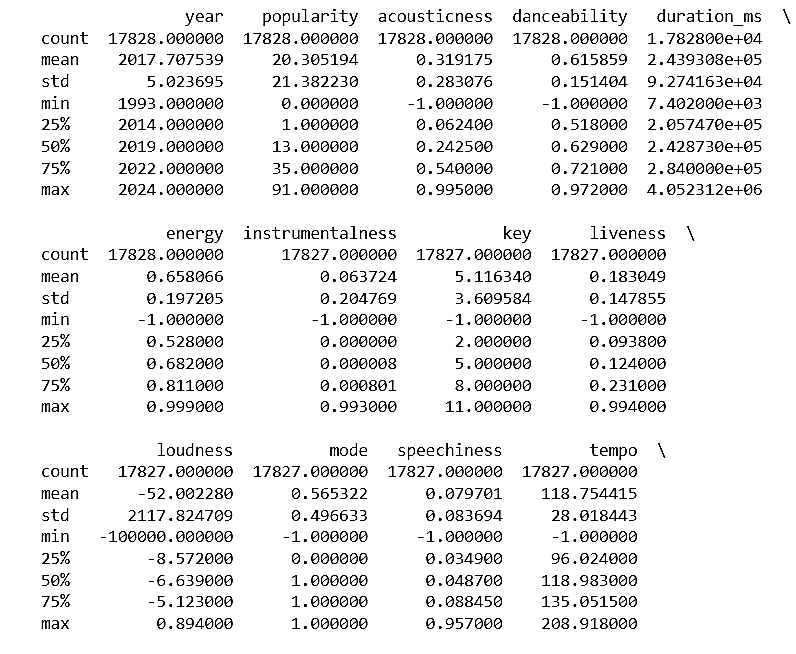 year popularity acousticness danceability duration_ms \
count 17828.000000 17828.000000 17828.000000 17828.000000 1.782800e+04
mean 2017.707539 20.305194 0.319175 0.615859 2.439308e+05
std 5.023695 21.382230 0.283076 0.151404 9.274163e+04
min 1993.000000 0.000000 -1.000000 -1.000000 7.402000e+03
25% 2014.000000 1.000000 0.062400 0.518000 2.057470e+05
50% 2019.000000 13.000000 0.242500 0.629000 2.428730e+05
75% 2022.000000 35.000000 0.540000 0.721000 2.840000e+05
max 2024.000000 91.000000 0.995000 0.972000 4.052312e+06
energy instrumentalness key liveness \
count 17828.000000 17827.000000 17827.000000 17827.000000
mean 0.658066 0.063724 5.116340 0.183049
std 0.197205 0.204769 3.609584 0.147855
min -1.000000 -1.000000 -1.000000 -1.000000
25% 0.528000 0.000000 2.000000 0.093800
50% 0.682000 0.000008 5.000000 0.124000
75% 0.811000 0.000801 8.000000 0.231000
max 0.999000 0.993000 11.000000 0.994000
loudness mode speechiness tempo \
count 17827.000000 17827.000000 17827.000000 17827.000000
mean -52.002280 0.565322 0.079701 118.754415
std 2117.824709 0.496633 0.083694 28.018443
min -100000.000000 -1.000000 -1.000000 -1.000000
25% -8.572000 0.000000 0.034900 96.024000
50% -6.639000 1.000000 0.048700 118.983000
75% -5.123000 1.000000 0.088450 135.051500
max 0.894000 1.000000 0.957000 208.918000